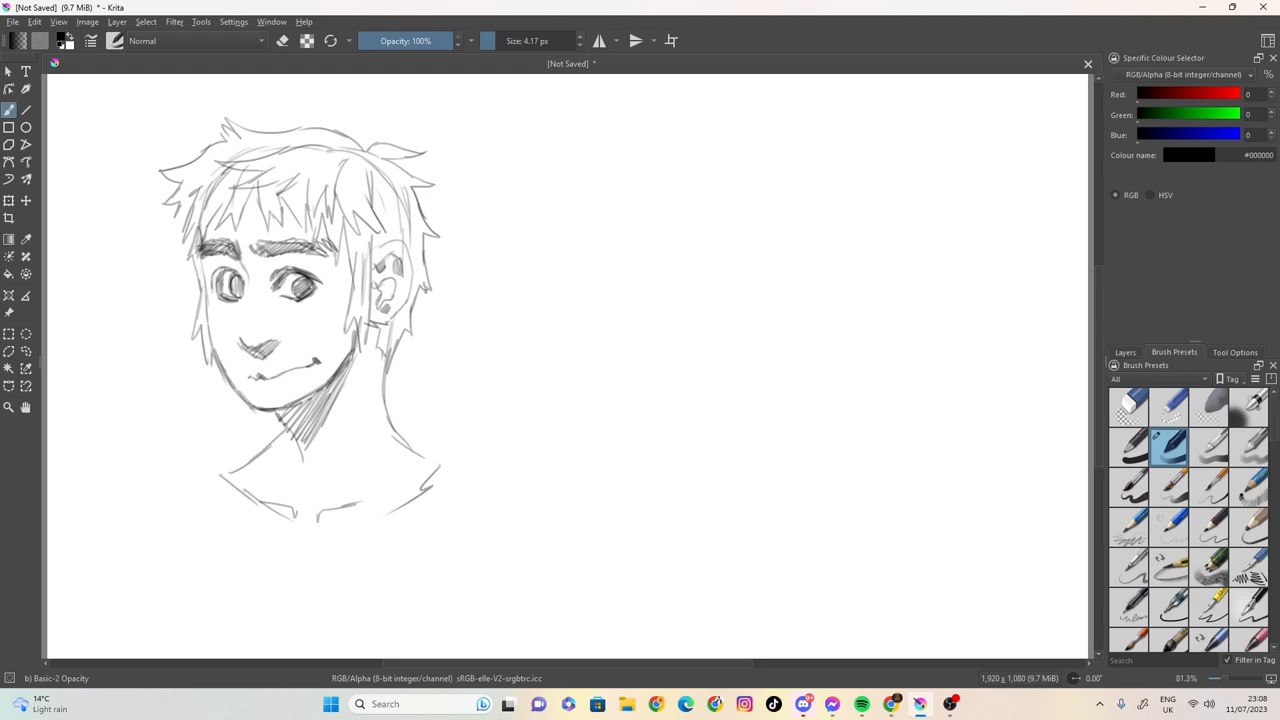 [Not Saved]  (9.7 MiB)  * - Krita
File Edit View Image Layer Select Filter Tools Settings Window Help
Normal Opacity: 100% Size: 4.17 px
[Not Saved]  *
Specific Colour Selector
RGB/Alpha (8-bit integer/channel) %
Red: 0
Green: 0
Blue: 0
Colour name: #000000
RGB HSV
Layers Brush Presets Tool Options
Brush Presets
All Tag
Search Filter in Tag
b) Basic-2 Opacity RGB/Alpha (8-bit integer/channel)  sRGB-elle-V2-srgbtrc.icc 1,920 x 1,080 (9.7 MiB) 0.00° 81.3%
14°C
Light rain
Search
9+
ENG
UK
23:08
11/07/2023